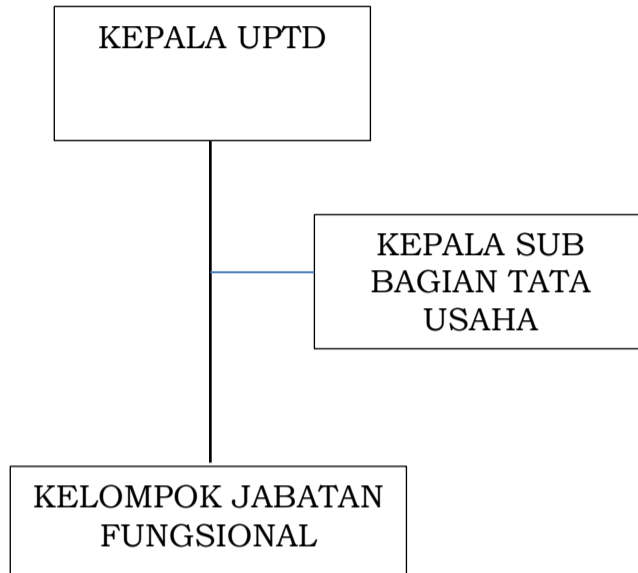 KEPALA UPTD
KEPALA SUB
BAGIAN TATA
USAHA
KELOMPOK JABATAN
FUNGSIONAL